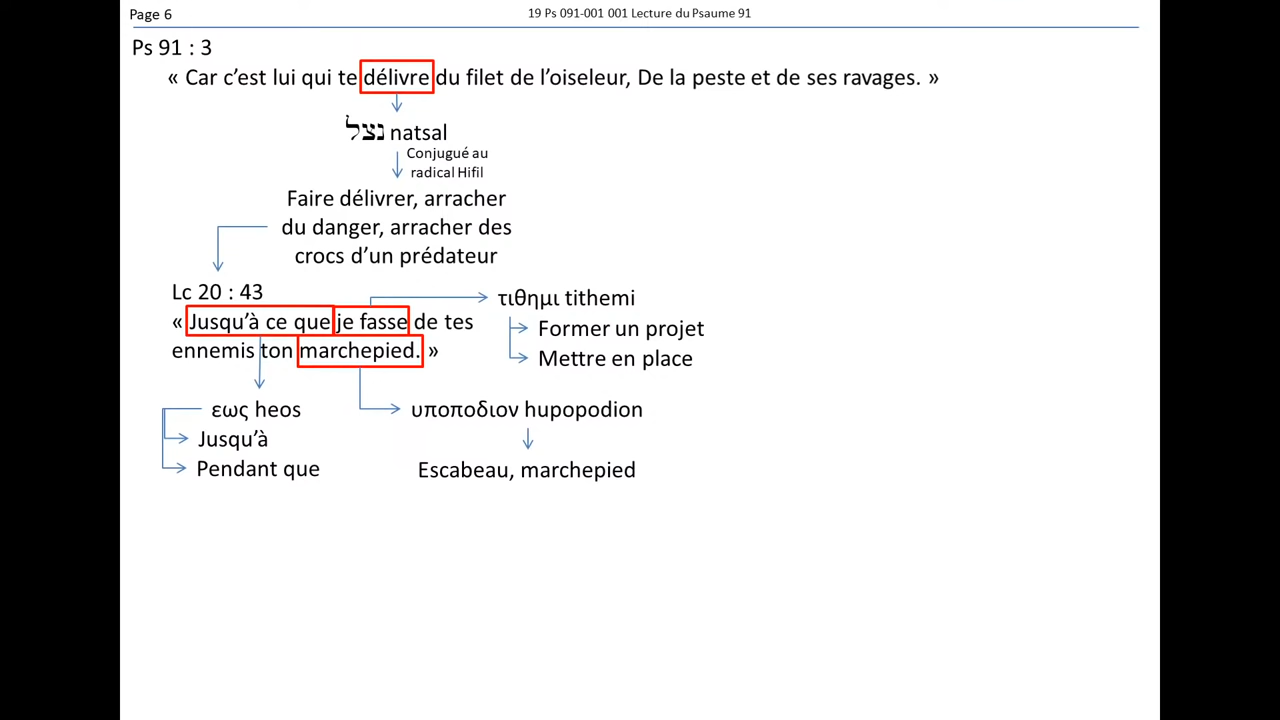 Page 6
19 Ps 091-001 001 Lecture du Psaume 91
Ps 91 : 3
« Car c’est lui qui te délivre du filet de l’oiseleur, De la peste et de ses ravages. »
נצל natsal
Conjugué au
radical Hifil
Faire délivrer, arracher
du danger, arracher des
crocs d’un prédateur
Lc 20 : 43
« Jusqu’à ce que je fasse de tes
ennemis ton marchepied. »
τιθημι tithemi
Former un projet
Mettre en place
εως heos
Jusqu’à
Pendant que
υποποδιον hupopodion
Escabeau, marchepied